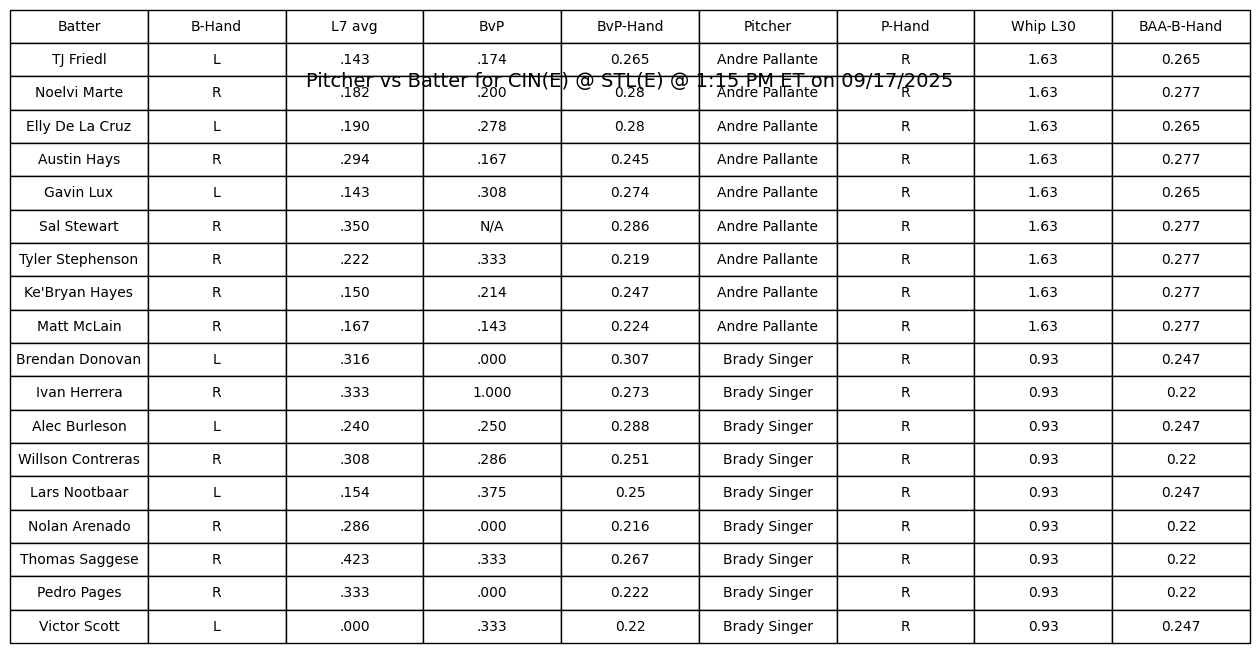 Batter B-Hand L7 avg BvP BvP-Hand Pitcher P-Hand Whip L30 BAA-B-Hand
TJ Friedl L .143 .174 0.265 Andre Pallante R 1.63 0.265
Pitcher vs Batter for CIN(E) @ STL(E) @ 1:15 PM ET on 09/17/2025
Noelvi Marte R .182 .200 0.28 Andre Pallante R 1.63 0.277
Elly De La Cruz L .190 .278 0.28 Andre Pallante R 1.63 0.265
Austin Hays R .294 .167 0.245 Andre Pallante R 1.63 0.277
Gavin Lux L .143 .308 0.274 Andre Pallante R 1.63 0.265
Sal Stewart R .350 N/A 0.286 Andre Pallante R 1.63 0.277
Tyler Stephenson R .222 .333 0.219 Andre Pallante R 1.63 0.277
Ke'Bryan Hayes R .150 .214 0.247 Andre Pallante R 1.63 0.277
Matt McLain R .167 .143 0.224 Andre Pallante R 1.63 0.277
Brendan Donovan L .316 .000 0.307 Brady Singer R 0.93 0.247
Ivan Herrera R .333 1.000 0.273 Brady Singer R 0.93 0.22
Alec Burleson L .240 .250 0.288 Brady Singer R 0.93 0.247
Willson Contreras R .308 .286 0.251 Brady Singer R 0.93 0.22
Lars Nootbaar L .154 .375 0.25 Brady Singer R 0.93 0.247
Nolan Arenado R .286 .000 0.216 Brady Singer R 0.93 0.22
Thomas Saggese R .423 .333 0.267 Brady Singer R 0.93 0.22
Pedro Pages R .333 .000 0.222 Brady Singer R 0.93 0.22
Victor Scott L .000 .333 0.22 Brady Singer R 0.93 0.247